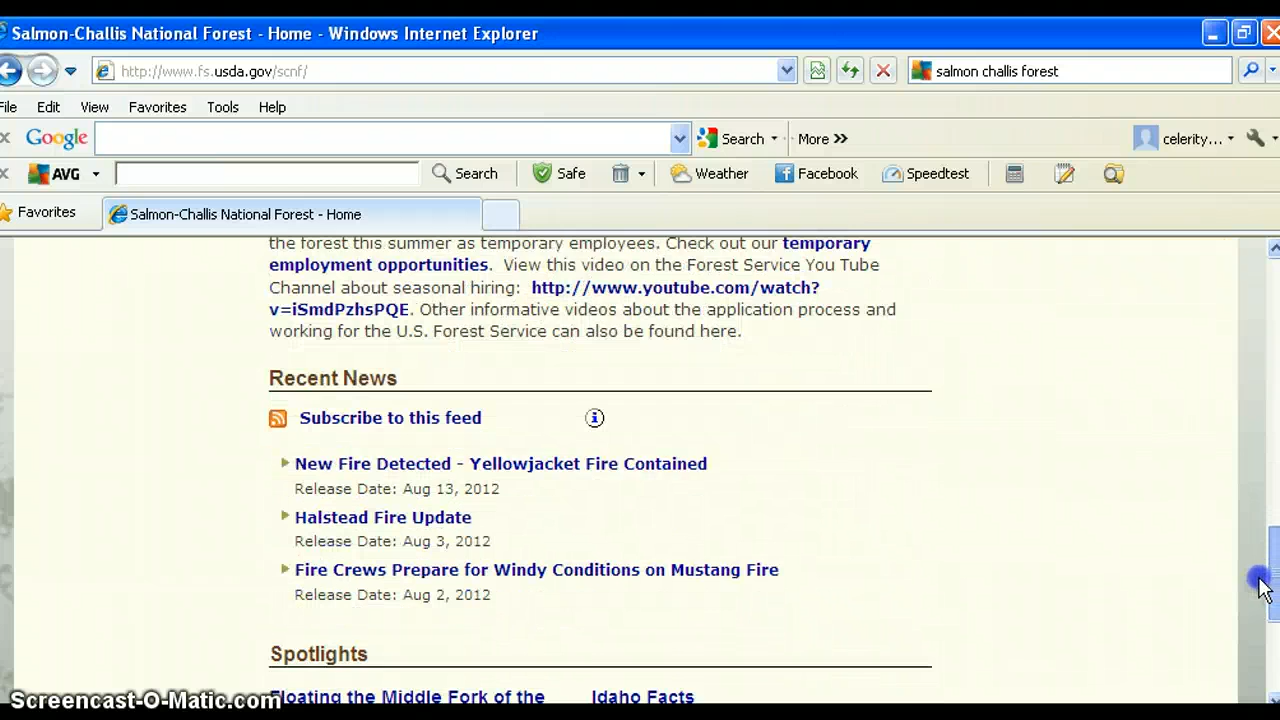 Salmon-Challis National Forest - Home - Windows Internet Explorer
http://www.fs.usda.gov/scnf/
salmon challis forest
File Edit View Favorites Tools Help
X Google Search More >> celerity...
X AVG Search Safe Weather Facebook Speedtest
Favorites Salmon-Challis National Forest - Home
the forest this summer as temporary employees. Check out our temporary
employment opportunities. View this video on the Forest Service You Tube
Channel about seasonal hiring: http://www.youtube.com/watch?
v=iSmdPzhsPQE. Other informative videos about the application process and
working for the U.S. Forest Service can also be found here.
Recent News
Subscribe to this feed
New Fire Detected - Yellowjacket Fire Contained
Release Date: Aug 13, 2012
Halstead Fire Update
Release Date: Aug 3, 2012
Fire Crews Prepare for Windy Conditions on Mustang Fire
Release Date: Aug 2, 2012
Spotlights
Floating the Middle Fork of the Idaho Facts
Screencast-O-Matic.com